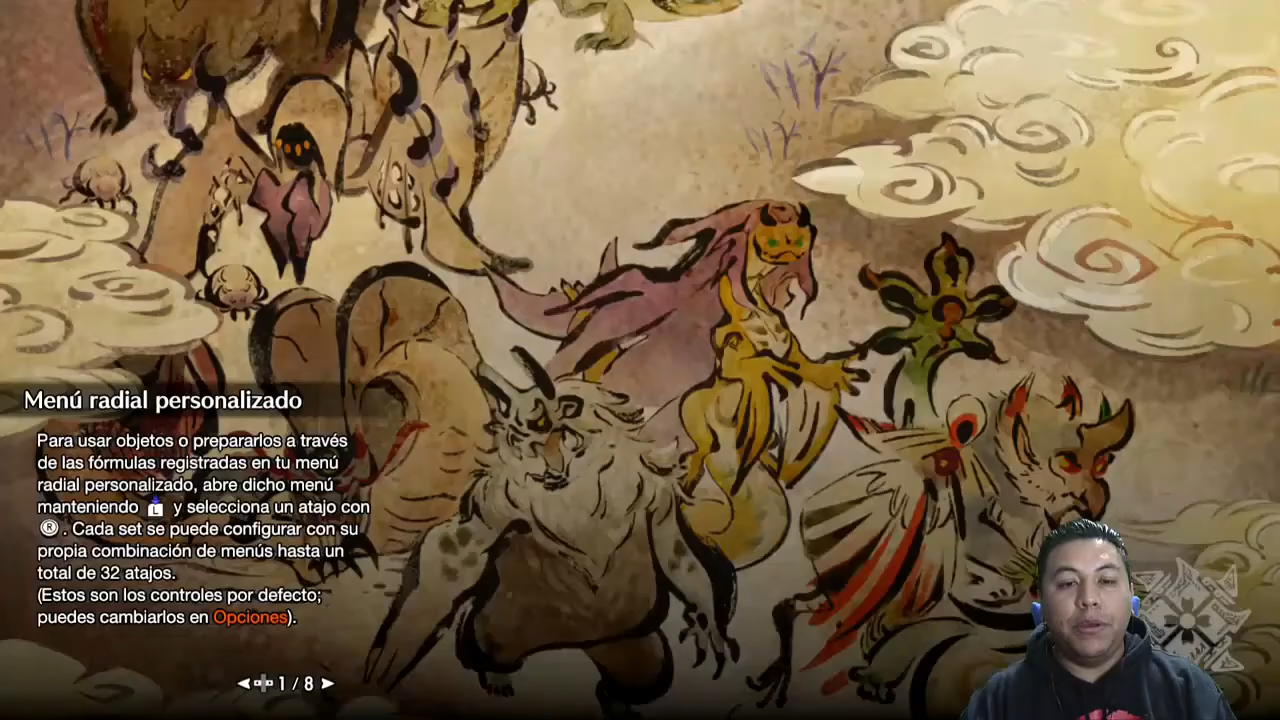 Menú radial personalizado
Para usar objetos o prepararlos a través
de las fórmulas registradas en tu menú
radial personalizado, abre dicho menú
manteniendo L y selecciona un atajo con
R. Cada set se puede configurar con su
propia combinación de menús hasta un
total de 32 atajos.
(Estos son los controles por defecto;
puedes cambiarlos en Opciones).
1 / 8